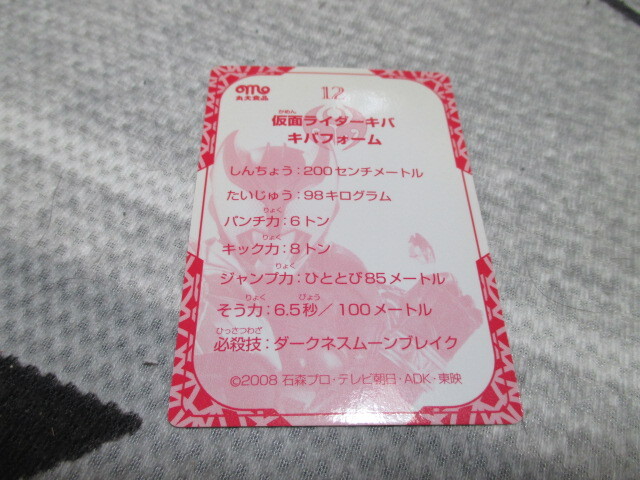 丸大食品
12
かめん
仮面ライダーキバ
キバフォーム
しんちょう:200センチメートル
たいじゅう:98キログラム
りょく
パンチ力:6トン
りょく
キック力:8トン
りょく
ジャンプ力:ひととび85メートル
りょく びょう
そう力:6.5秒/100メートル
ひっさつわざ
必殺技:ダークネスムーンブレイク
©2008 石森プロ・テレビ朝日・ADK・東映